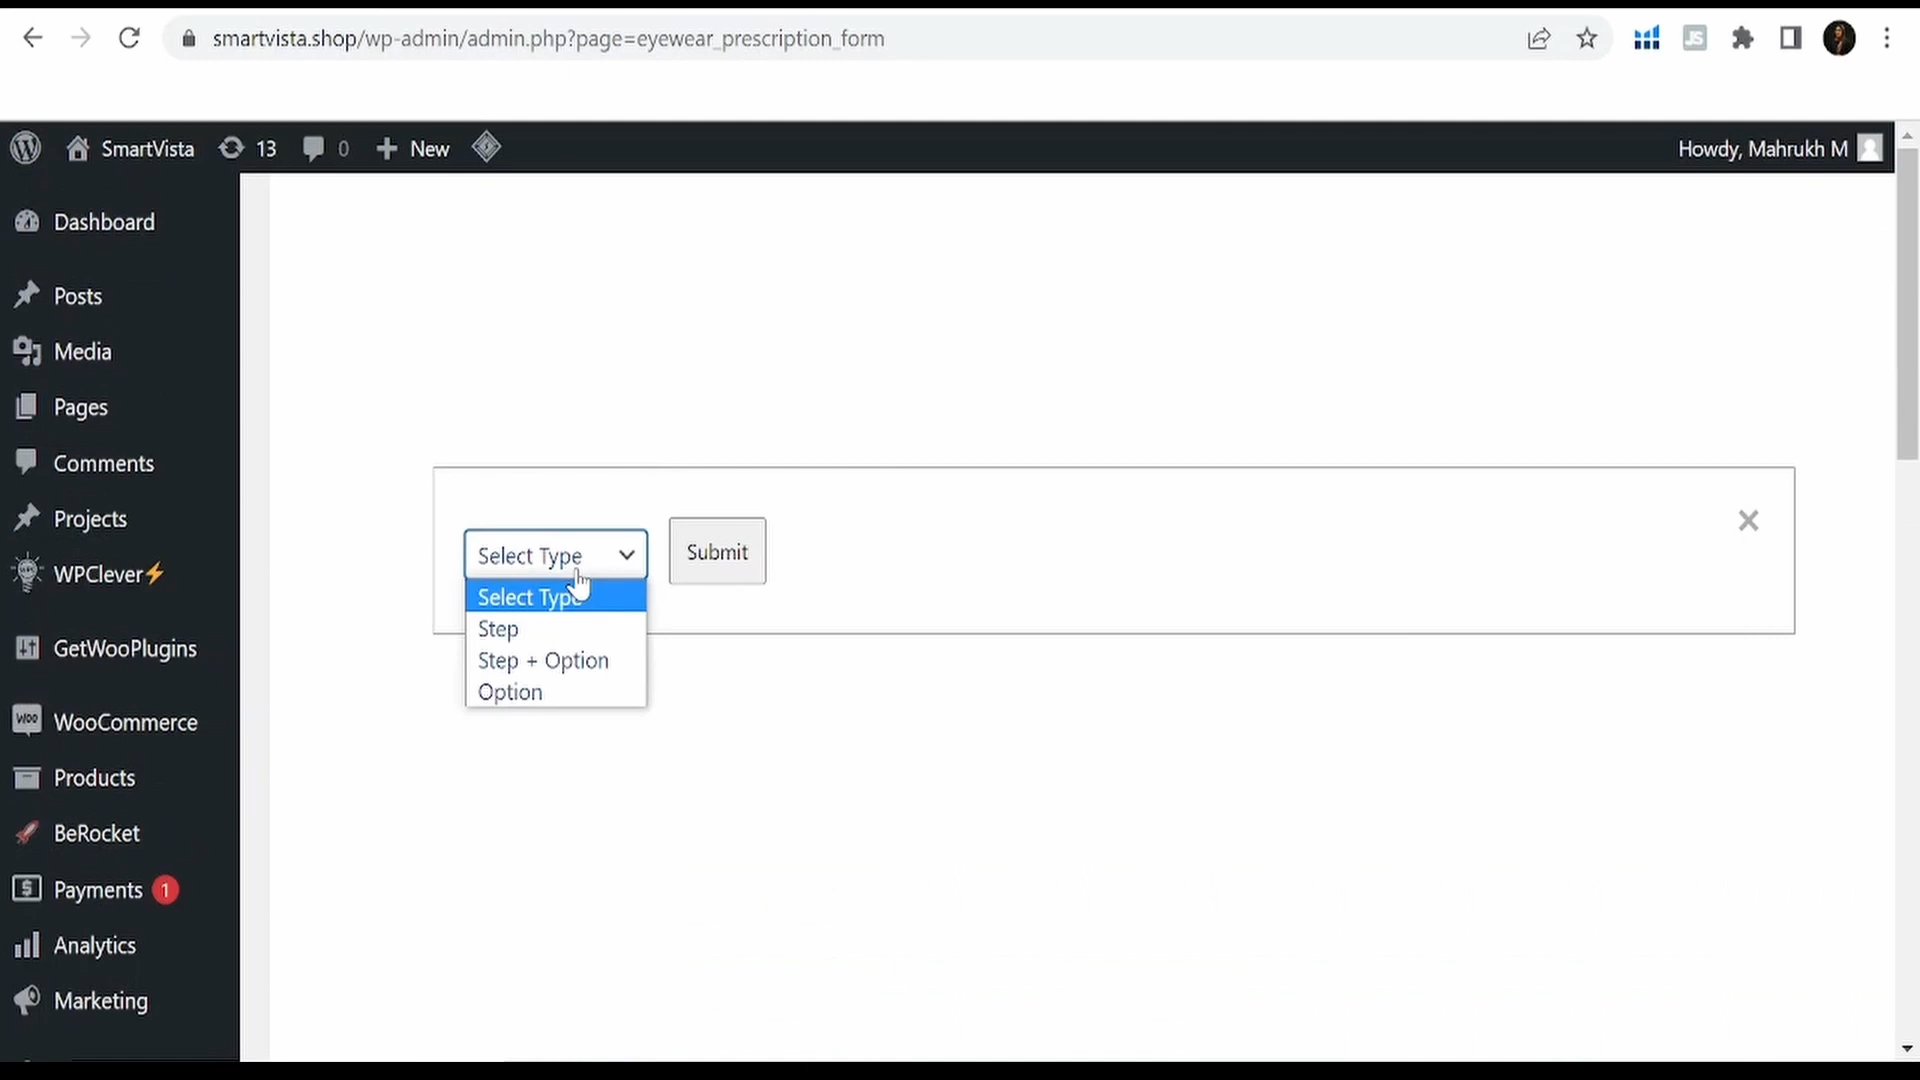 smartvista.shop/wp-admin/admin.php?page=eyewear_prescription_form
JS
SmartVista 13 0 New
Howdy, Mahrukh M
Dashboard
Posts
Media
Pages
Comments
Projects
WPClever⚡
GetWooPlugins
Woo WooCommerce
Products
BeRocket
Payments 1
Analytics
Marketing
Select Type
Submit
×
Select Type
Step
Step + Option
Option